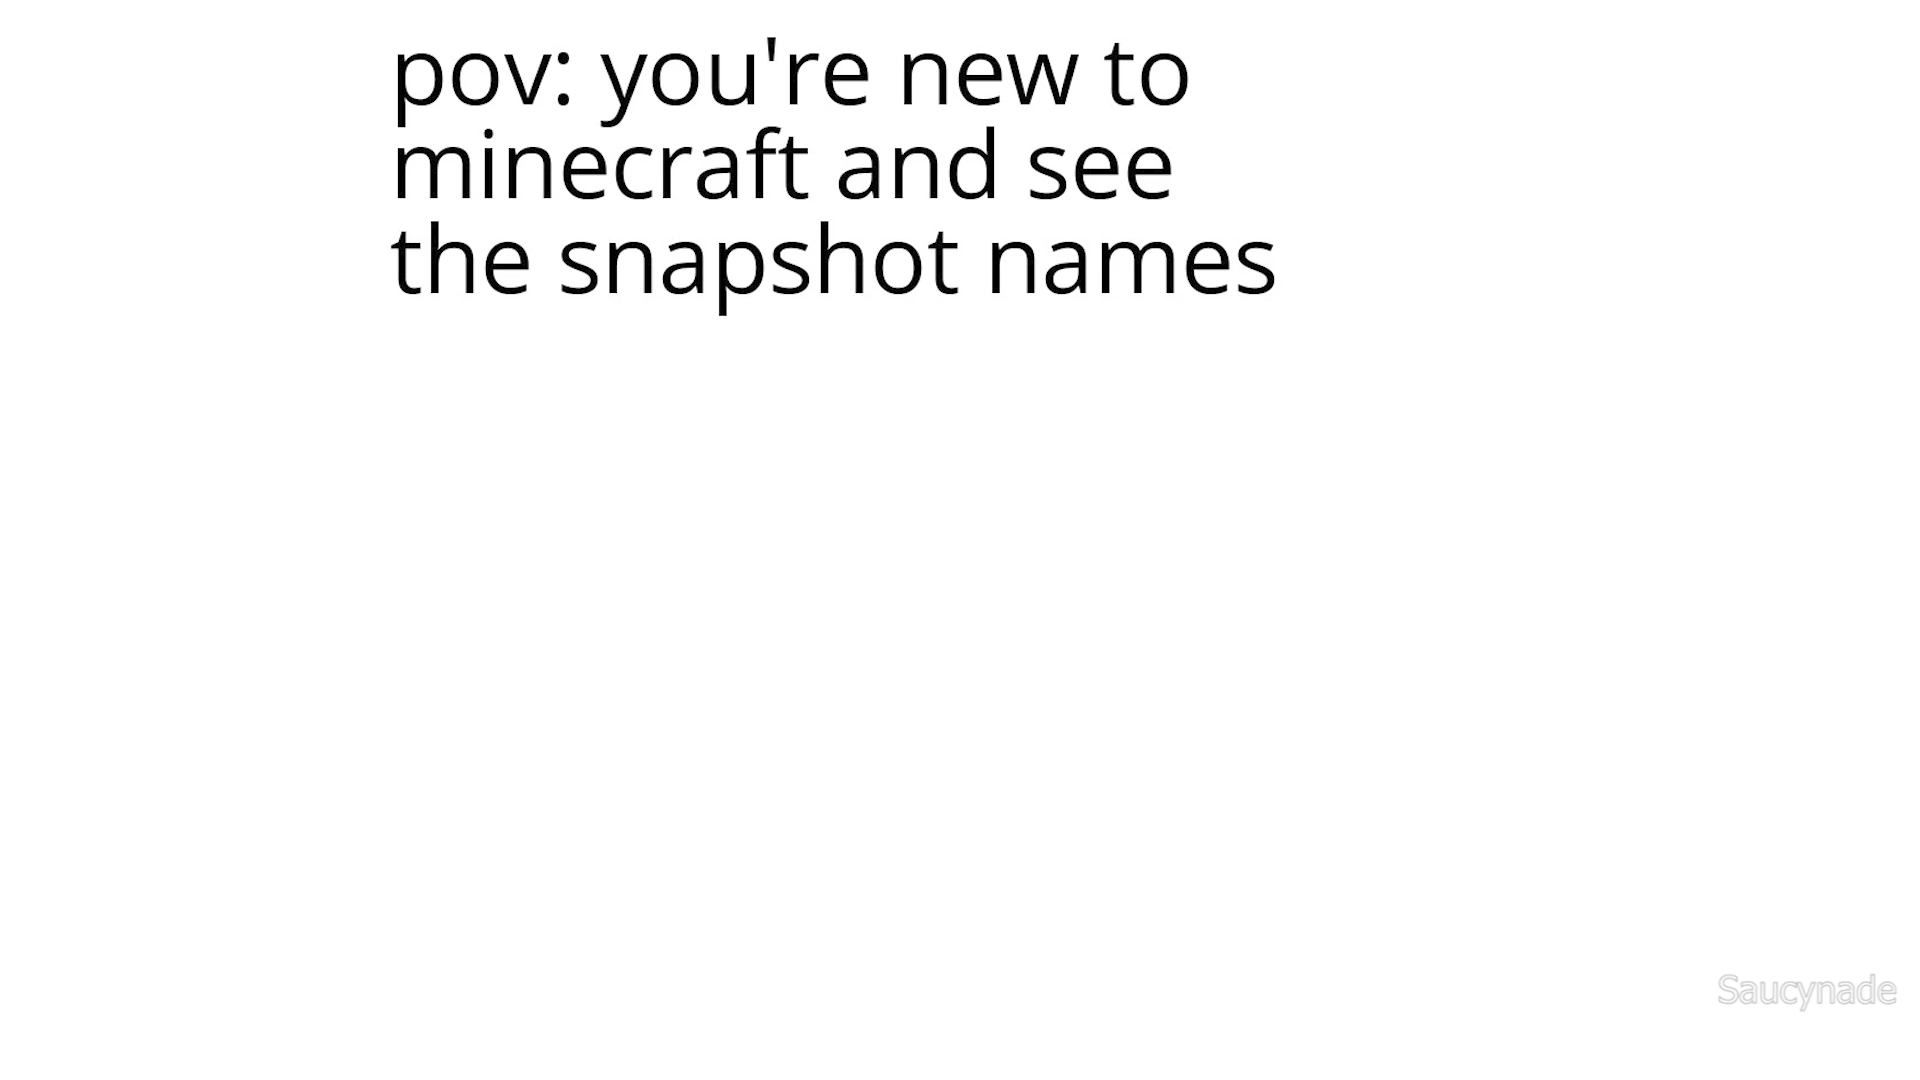 pov: you're new to
minecraft and see
the snapshot names
Saucynade